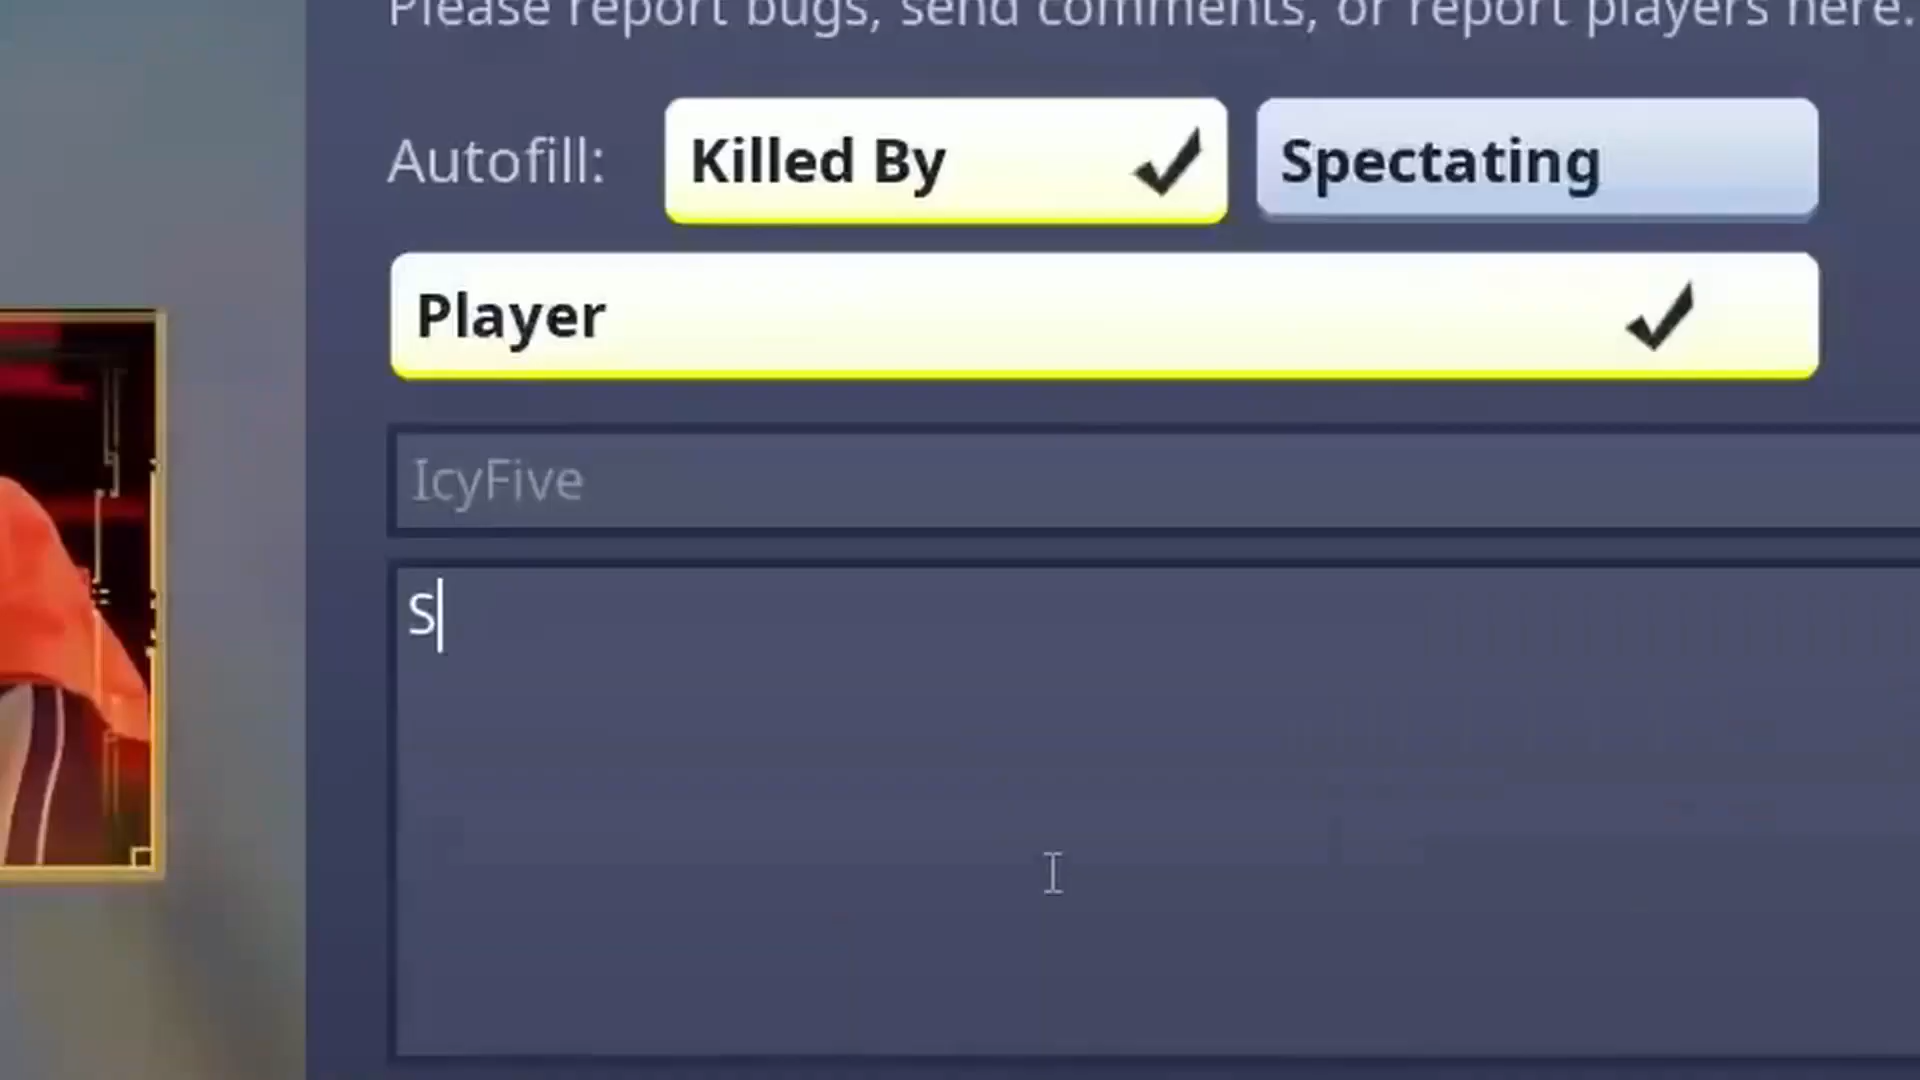 Please report bugs, send comments, or report players here.
Autofill:
Killed By
Spectating
Player
IcyFive
S